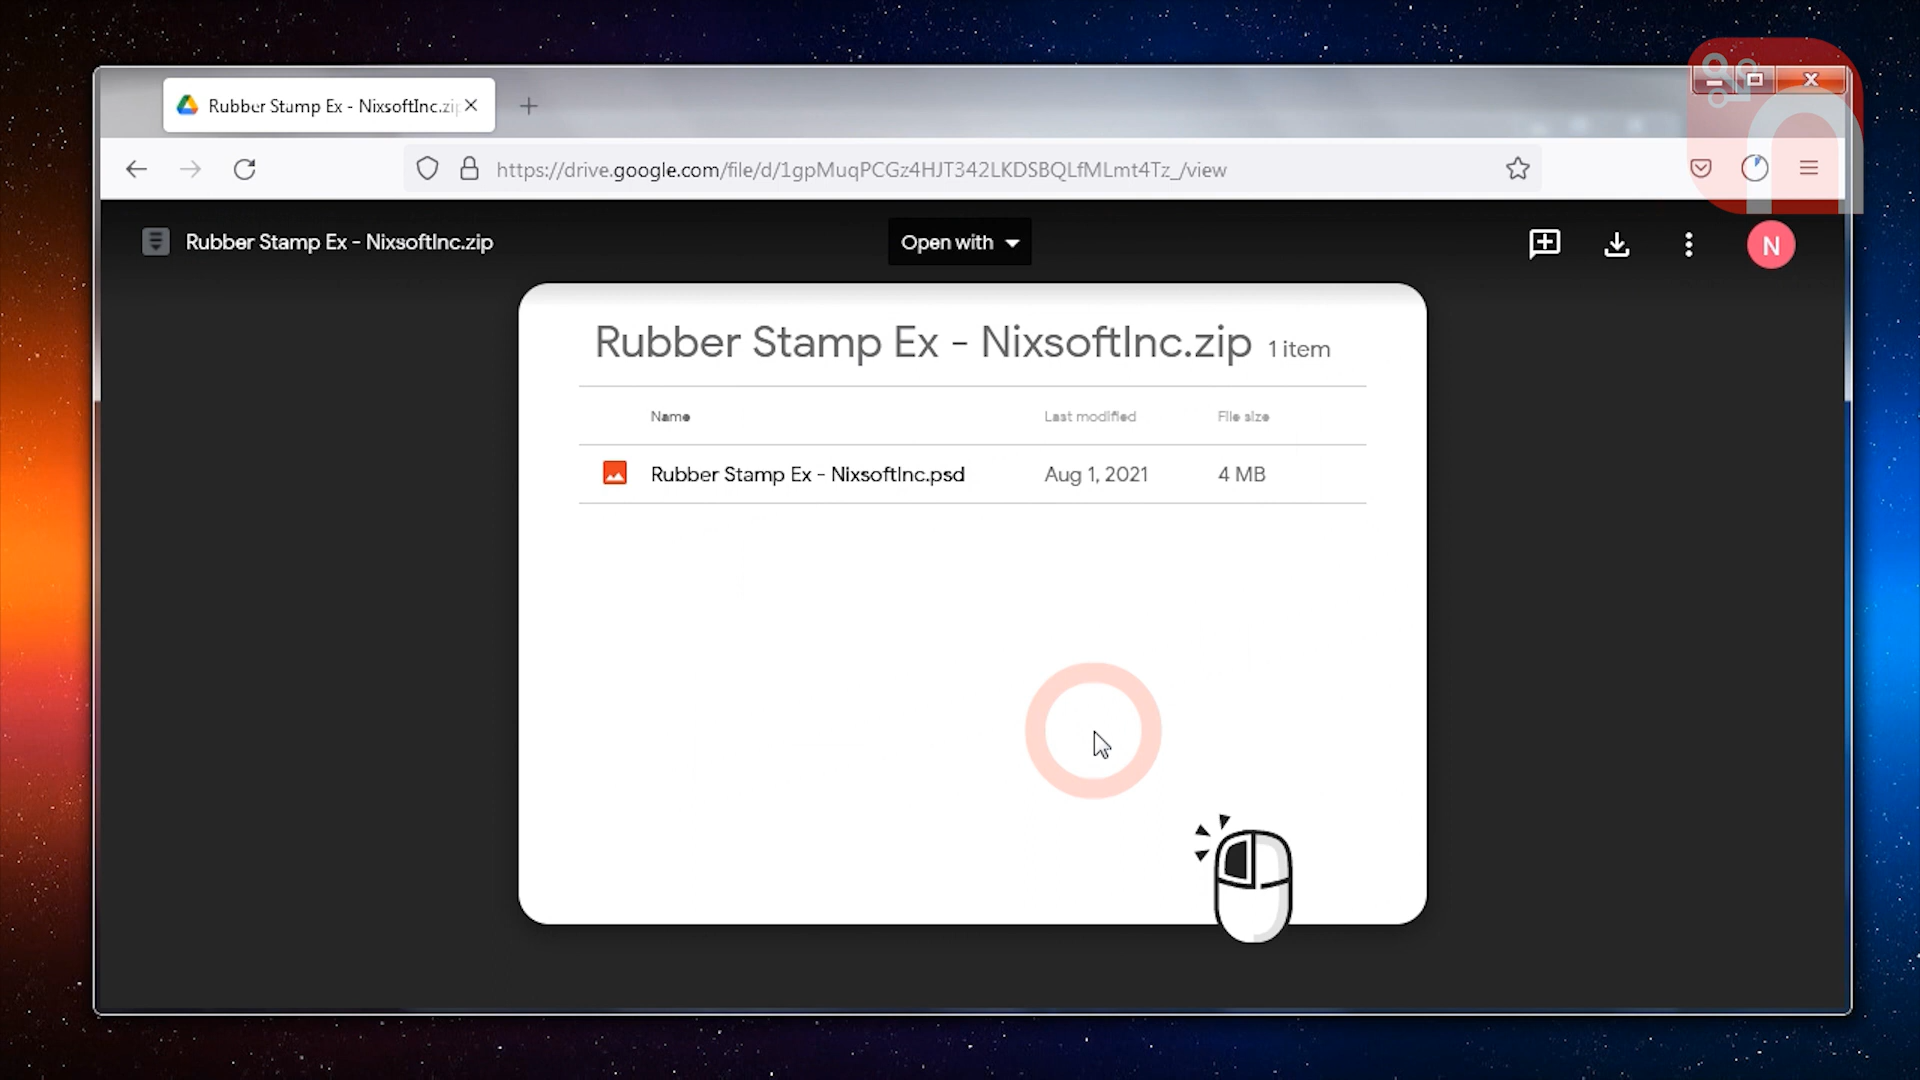 Rubber Stamp Ex - NixsoftInc.zip
https://drive.google.com/file/d/1gpMuqPCGz4HJT342LKDSBQLfMLmt4Tz_/view
Rubber Stamp Ex - NixsoftInc.zip
Open with
N
Rubber Stamp Ex - NixsoftInc.zip 1 item
Name Last modified File size
Rubber Stamp Ex - NixsoftInc.psd Aug 1, 2021 4 MB